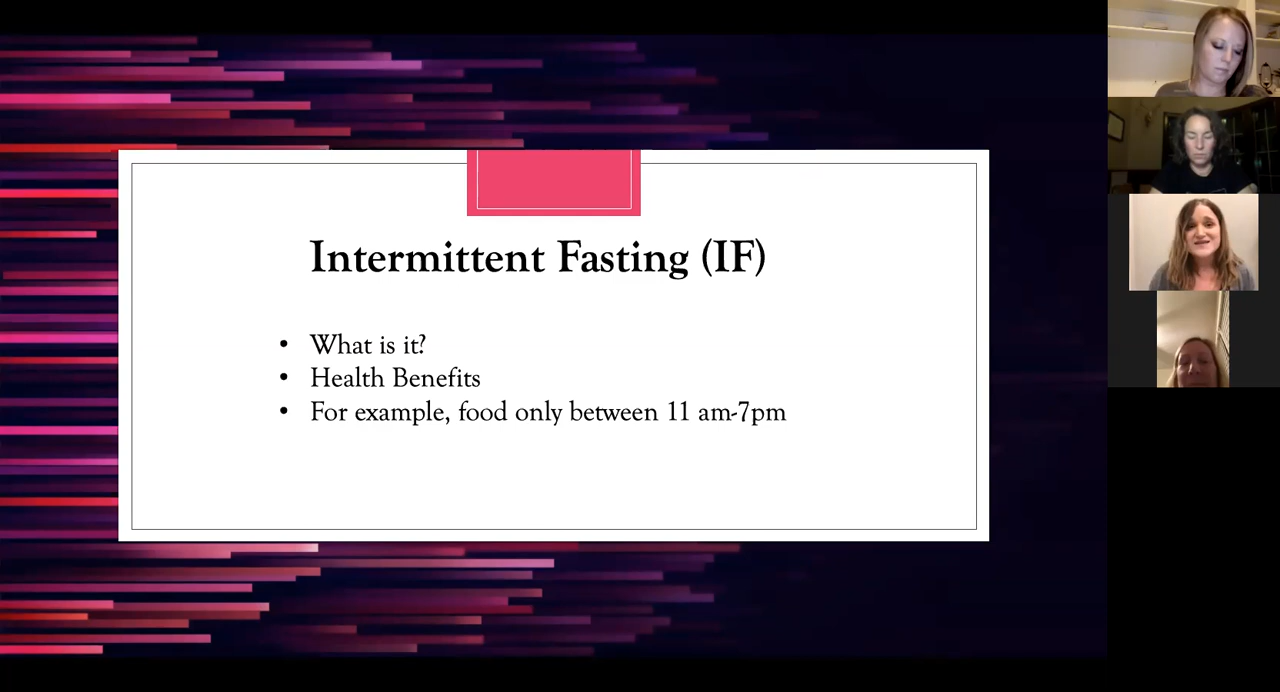 Intermittent Fasting (IF)
• What is it?
• Health Benefits
• For example, food only between 11 am-7pm